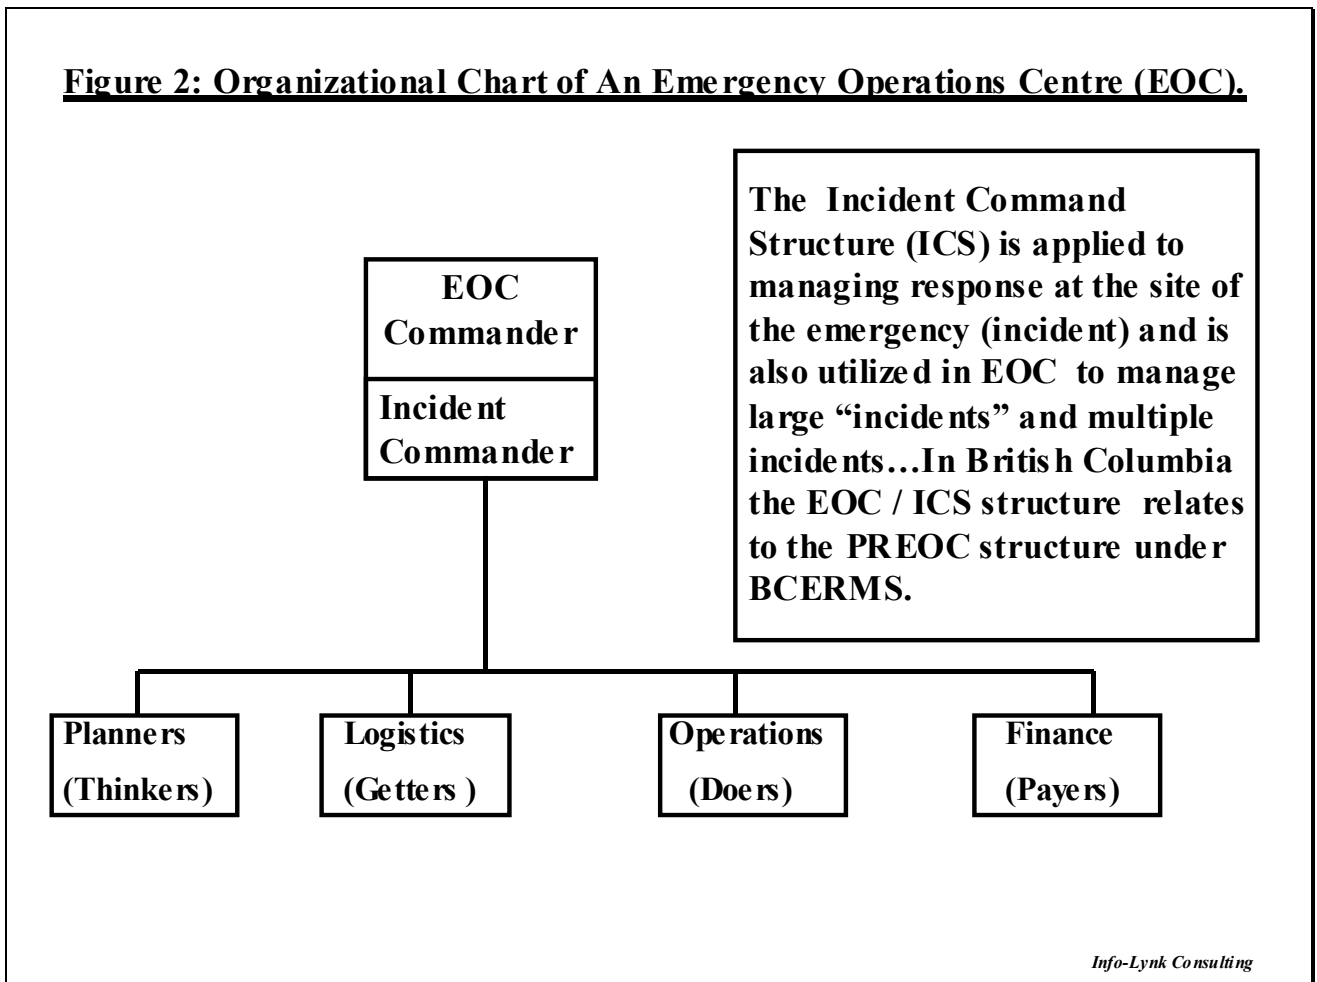 Figure 2: Organizational Chart of An Emergency Operations Centre (EOC).
The Incident Command
Structure (ICS) is applied to
managing response at the site of
the emergency (incident) and is
also utilized in EOC to manage
large “incidents” and multiple
incidents…In British Columbia
the EOC / ICS structure relates
to the PREOC structure under
BCERMS.
EOC
Commander
Incident
Commander
Planners
(Thinkers)
Logistics
(Getters )
Operations
(Doers)
Finance
(Payers)
Info-Lynk Consulting